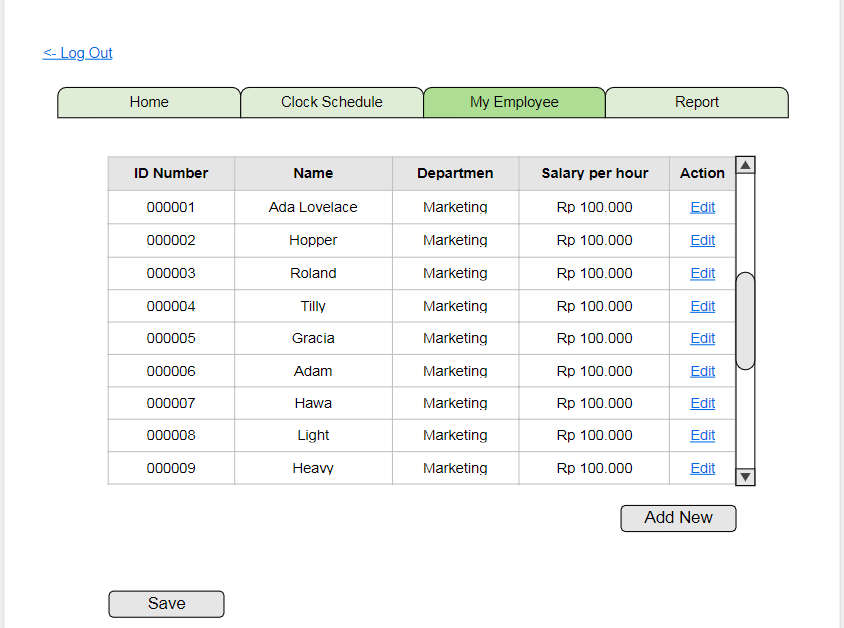 <- Log Out
Home Clock Schedule My Employee Report
ID Number Name Departmen Salary per hour Action
000001 Ada Lovelace Marketing Rp 100.000 Edit
000002 Hopper Marketing Rp 100.000 Edit
000003 Roland Marketing Rp 100.000 Edit
000004 Tilly Marketing Rp 100.000 Edit
000005 Gracia Marketing Rp 100.000 Edit
000006 Adam Marketing Rp 100.000 Edit
000007 Hawa Marketing Rp 100.000 Edit
000008 Light Marketing Rp 100.000 Edit
000009 Heavy Marketing Rp 100.000 Edit
Add New
Save